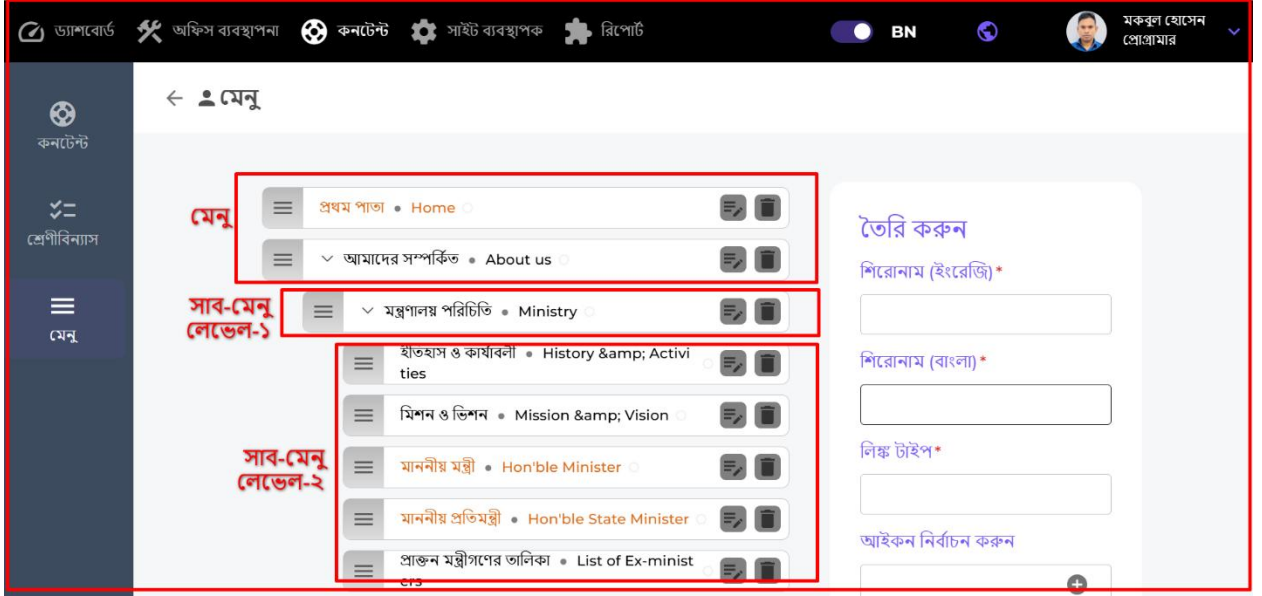 ড্যাশবোর্ড অফিস ব্যবস্থাপনা কনটেন্ট সাইট ব্যবস্থাপক রিপোর্ট BN মকবুল হোসেন
প্রোগ্রামার
মেনু
কনটেন্ট
শ্রেণীবিন্যাস
মেনু
মেনু
প্রথম পাতা • Home
আমাদের সম্পর্কিত • About us
সাব-মেনু
লেভেল-১
মন্ত্রণালয় পরিচিতি • Ministry
ইতিহাস ও কার্যাবলী • History &amp; Activi
ties
মিশন ও ভিশন • Mission &amp; Vision
সাব-মেনু
লেভেল-২
মাননীয় মন্ত্রী • Hon'ble Minister
মাননীয় প্রতিমন্ত্রী • Hon'ble State Minister
প্রাক্তন মন্ত্রীগণের তালিকা • List of Ex-minist
ers
তৈরি করুন
শিরোনাম (ইংরেজি) *
শিরোনাম (বাংলা) *
লিঙ্ক টাইপ *
আইকন নির্বাচন করুন